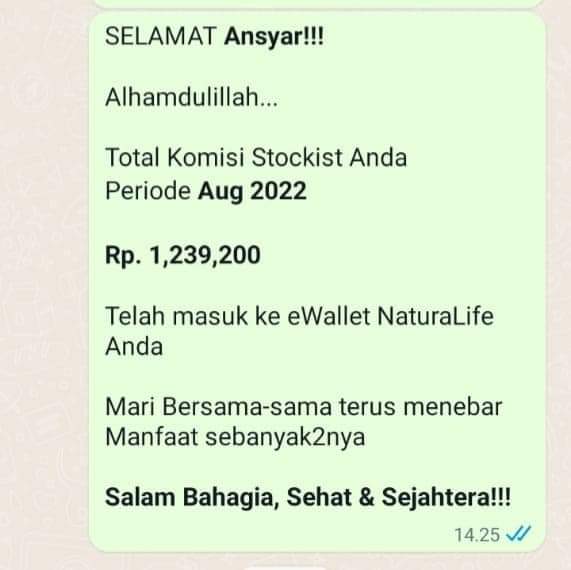 SELAMAT Ansyar!!!
Alhamdulillah...
Total Komisi Stockist Anda
Periode Aug 2022
Rp. 1,239,200
Telah masuk ke eWallet NaturaLife
Anda
Mari Bersama-sama terus menebar
Manfaat sebanyak2nya
Salam Bahagia, Sehat & Sejahtera!!!
14.25